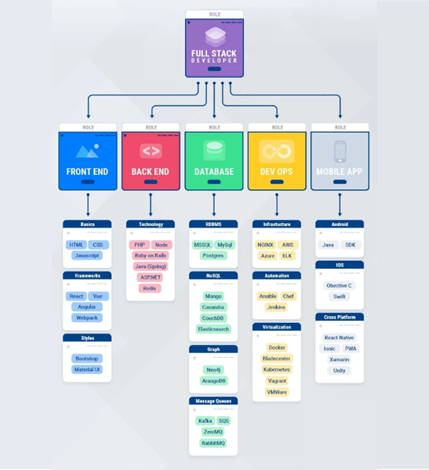 ROLE
FULL STACK
DEVELOPER
ROLE
FRONT END
ROLE
BACK END
ROLE
DATABASE
ROLE
DEV OPS
ROLE
MOBILE APP
Basics
HTML CSS
Javascript
Frameworks
React Vue
Angular
Webpack
Styles
Bootstrap
Material UI
Technology
PHP Node
Ruby on Rails
Java (Spring)
ASP.NET
Redis
RDBMS
MSSQL MySql
Postgres
NoSQL
Mongo
Cassandra
CouchDB
Elasticsearch
Graph
Neo4j
ArangoDB
Message Queues
Kafka SQS
ZeroMQ
RabbitMQ
Infrastucture
NGINX AWS
Azure ELK
Automation
Ansible Chef
Jenkins
Virtualization
Docker
Bladecenter
Kubernetes
Vagrant
VMWare
Android
Java SDK
IOS
Obective C
Swift
Cross Platform
React Native
Ionic PWA
Xamarin
Unity